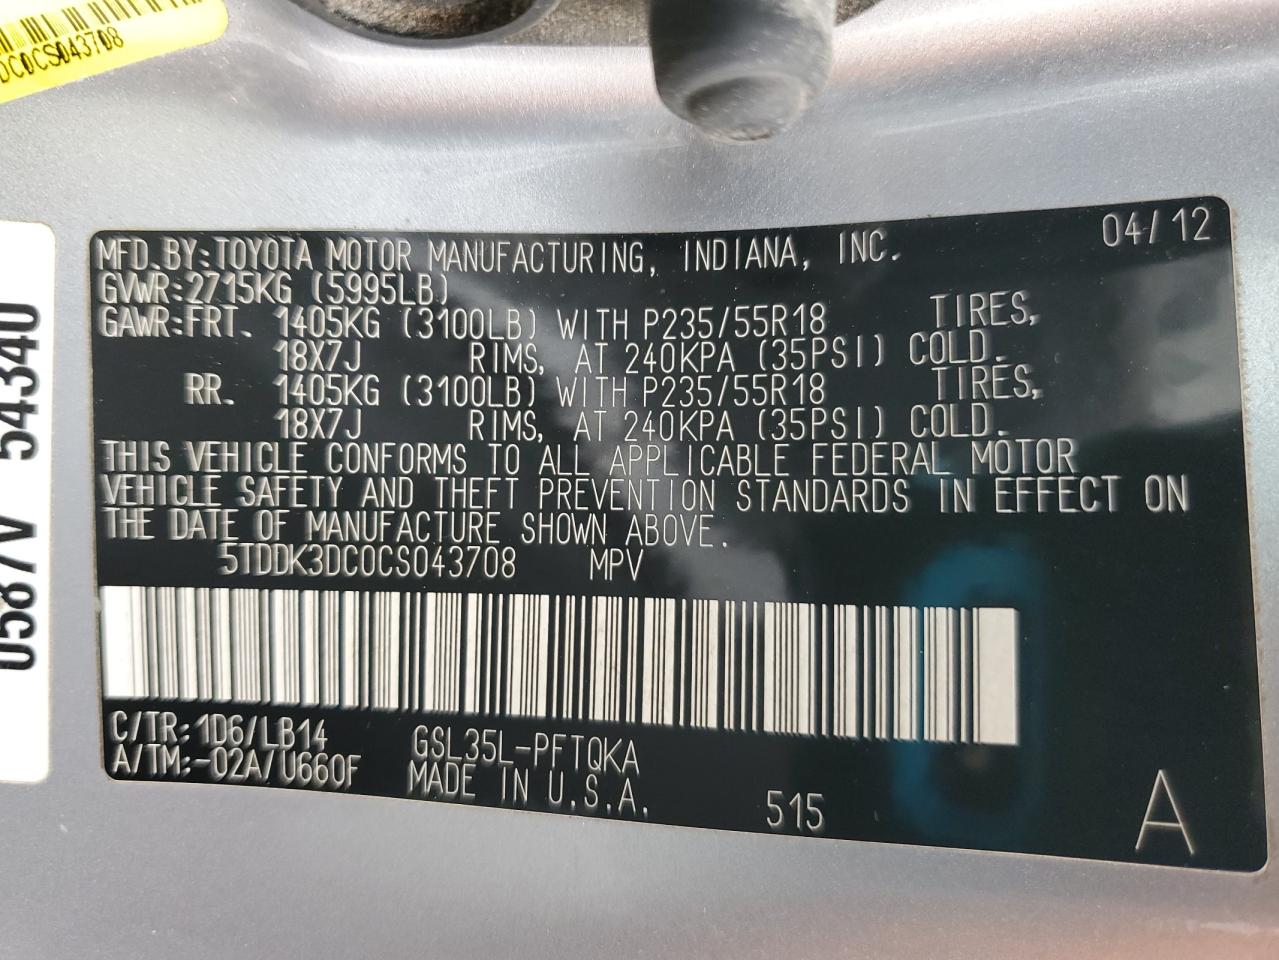 DC0CS043708
04/12
MFD BY: TOYOTA MOTOR MANUFACTURING, INDIANA, INC.
GVWR: 2715KG (5995LB)
GAWR: FRT. 1405KG (3100LB) WITH P235/55R18 TIRES,
18X7J RIMS, AT 240KPA (35PSI) COLD.
RR. 1405KG (3100LB) WITH P235/55R18 TIRES,
18X7J RIMS, AT 240KPA (35PSI) COLD.
THIS VEHICLE CONFORMS TO ALL APPLICABLE FEDERAL MOTOR
VEHICLE SAFETY AND THEFT PREVENTION STANDARDS IN EFFECT ON
THE DATE OF MANUFACTURE SHOWN ABOVE.
5TDDK3DC0CS043708 MPV
C/TR: 1D6/LB14 GSL35L-PFTQKA
A/TM:-02A/U660F MADE IN U.S.A. 515
A
0587V 54340